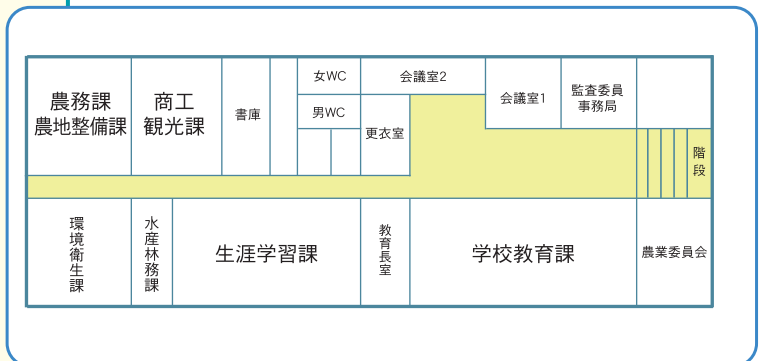 農務課
農地整備課
商工
観光課
書庫
女WC
男WC
会議室2
更衣室
会議室1
監査委員
事務局
階段
環境衛生課
水産林務課
生涯学習課
教育長室
学校教育課
農業委員会